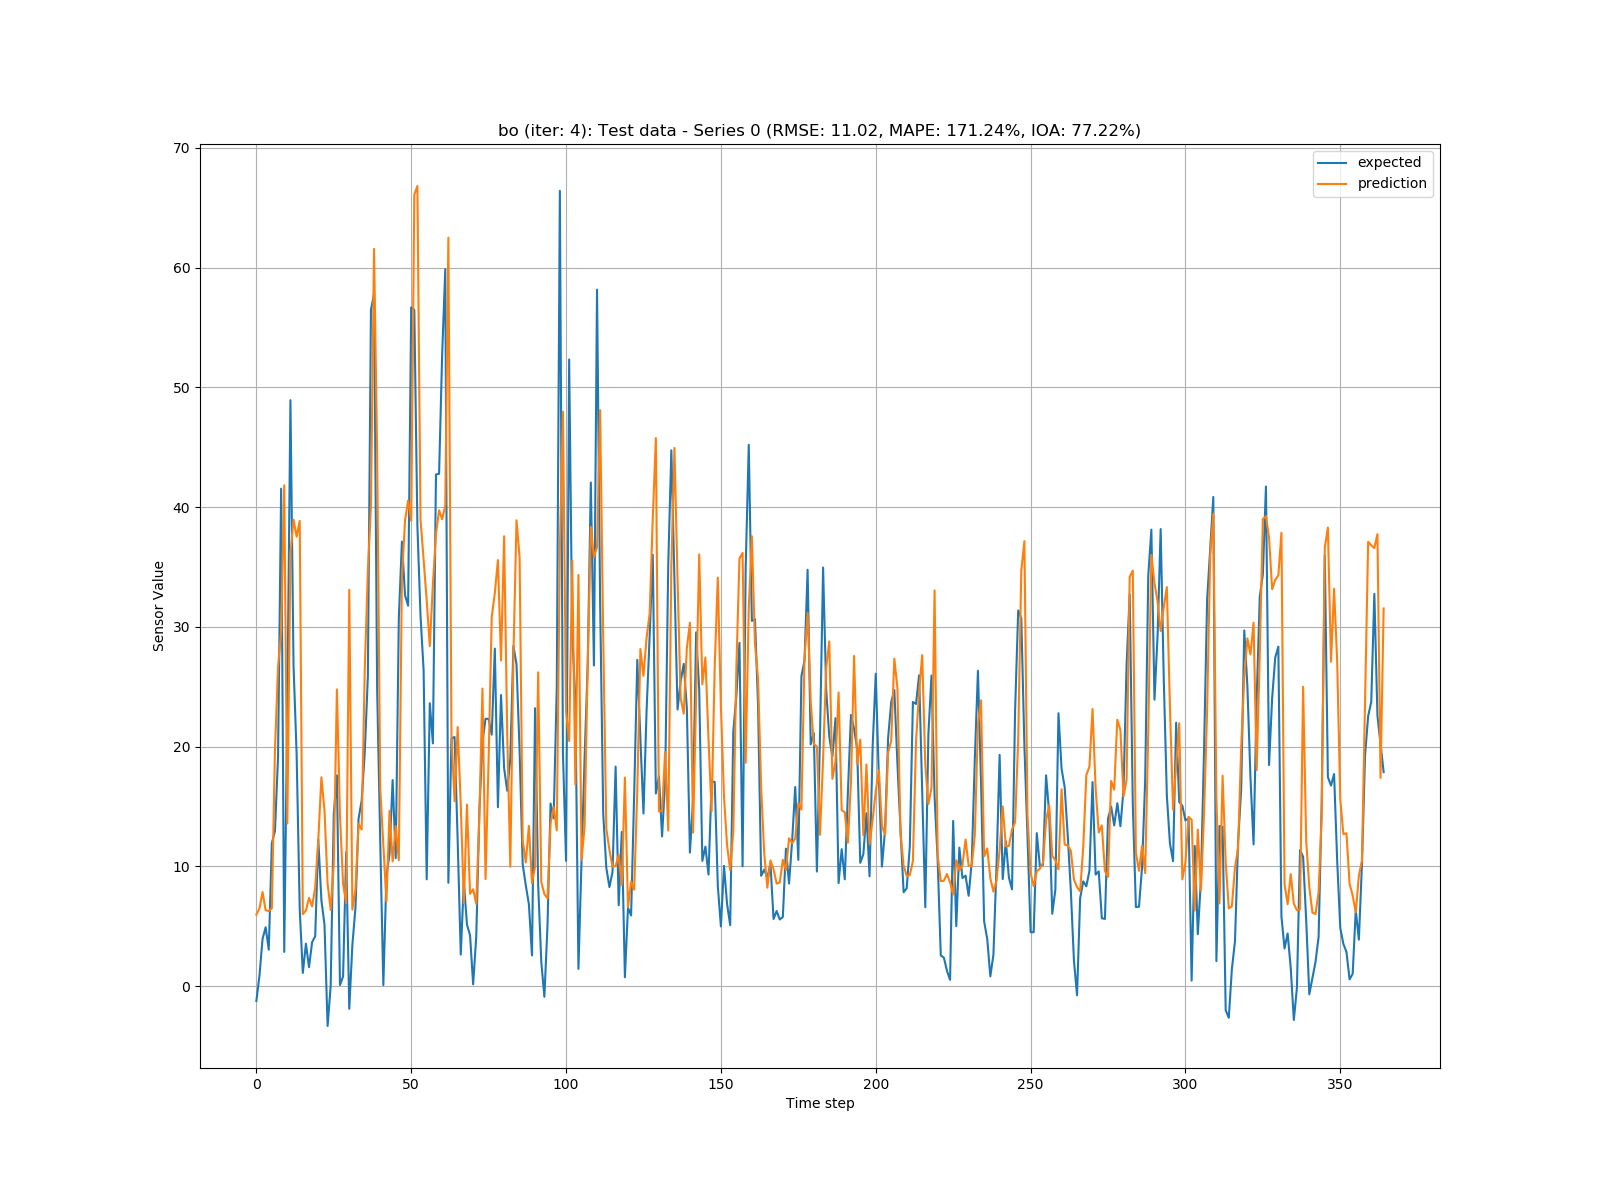 bo (iter: 4): Test data - Series 0 (RMSE: 11.02, MAPE: 171.24%, IOA: 77.22%)
expected
prediction
70
60
50
40
30
20
10
0
Sensor Value
0 50 100 150 200 250 300 350
Time step